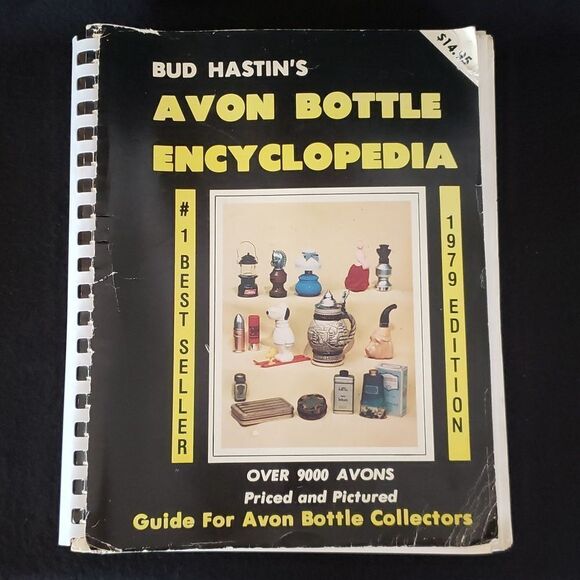 $14.95
BUD HASTIN'S
AVON BOTTLE
ENCYCLOPEDIA
#1 BEST SELLER
1979 EDITION
OVER 9000 AVONS
Priced and Pictured
Guide For Avon Bottle Collectors